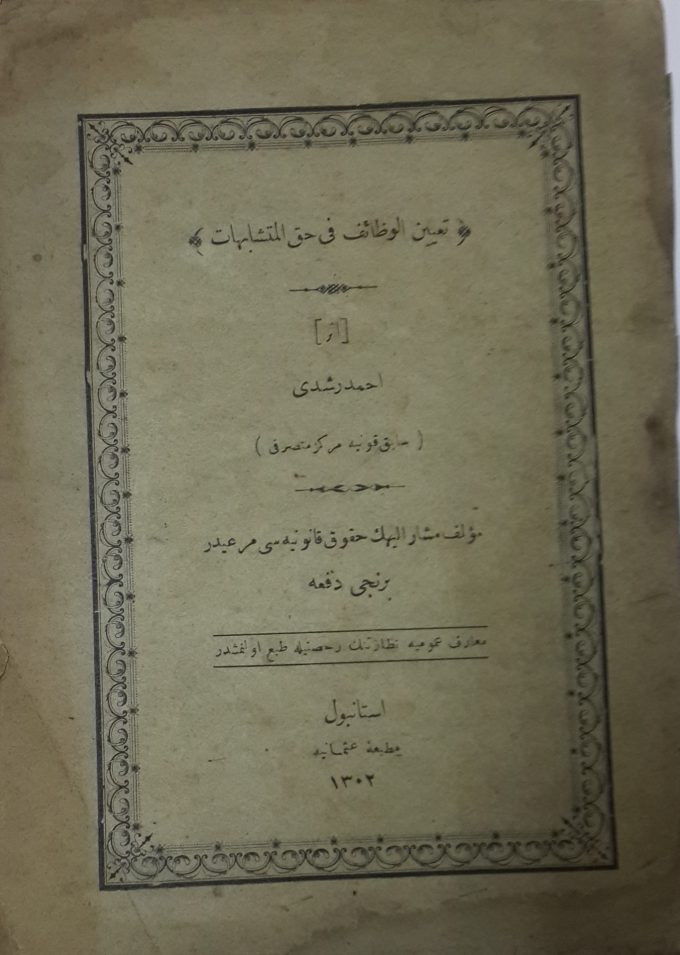 ﴿ تعيين الوظائف فى حق المتشابهات ﴾
[ اثر ]
احمد رشدى
( سابق قونيه مركز متصرفى )
مؤلف مشار اليهك حقوق قانونيه سى مرعيدر
برنجى دفعه
معارف عموميه نظارتنك رخصتيله طبع اولنمشدر
استانبول
مطبعهٔ عثمانيه
١٣٠٢